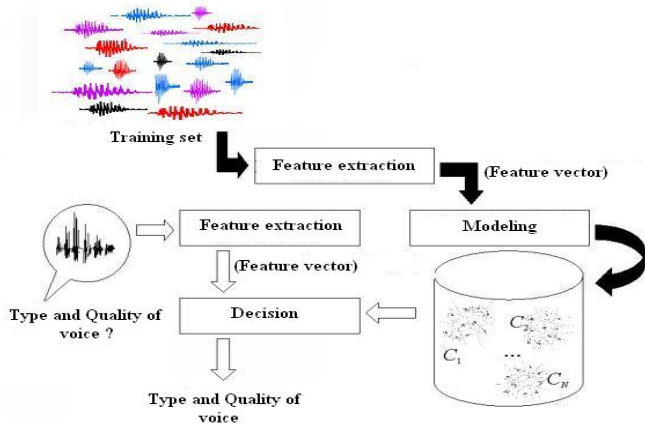 Training set
Feature extraction
(Feature vector)
Feature extraction
Modeling
(Feature vector)
Type and Quality of
voice ?
Decision
C1
C2
...
CN
Type and Quality of
voice